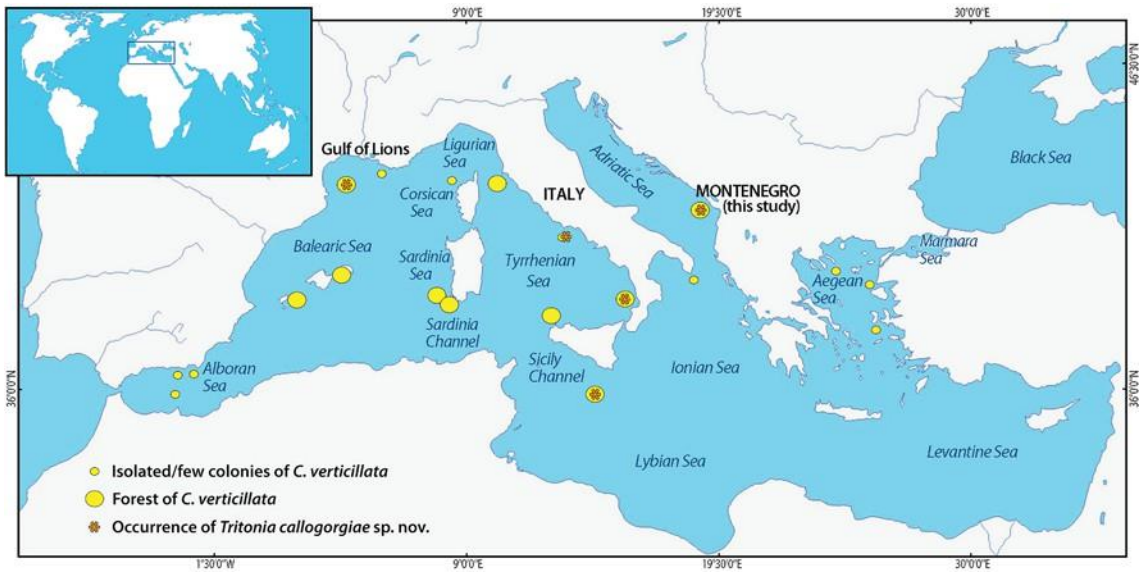 9°0'0"E
19°30'0"E
30°0'0"E
46°30'0"N
Ligurian
Sea
Gulf of Lions
Adriatic Sea
Black Sea
Corsican
Sea
ITALY
MONTENEGRO
(this study)
Marmara
Sea
Balearic Sea
Sardinia
Sea
Tyrrhenian
Sea
Aegean
Sea
Sardinia
Channel
Sicily
Channel
Ionian Sea
Alboran
Sea
36°0'0"N
36°0'0"N
Levantine Sea
Lybian Sea
Isolated/few colonies of C. verticillata
Forest of C. verticillata
Occurrence of Tritonia callogorgiae sp. nov.
1°30'0"W
9°0'0"E
19°30'0"E
30°0'0"E